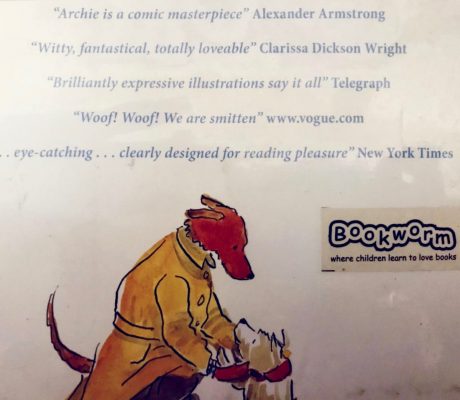 “Archie is a comic masterpiece” Alexander Armstrong
“Witty, fantastical, totally loveable” Clarissa Dickson Wright
“Brilliantly expressive illustrations say it all” Telegraph
“Woof! Woof! We are smitten” www.vogue.com
. . eye-catching . . . clearly designed for reading pleasure” New York Times
Bookworm
where children learn to love books